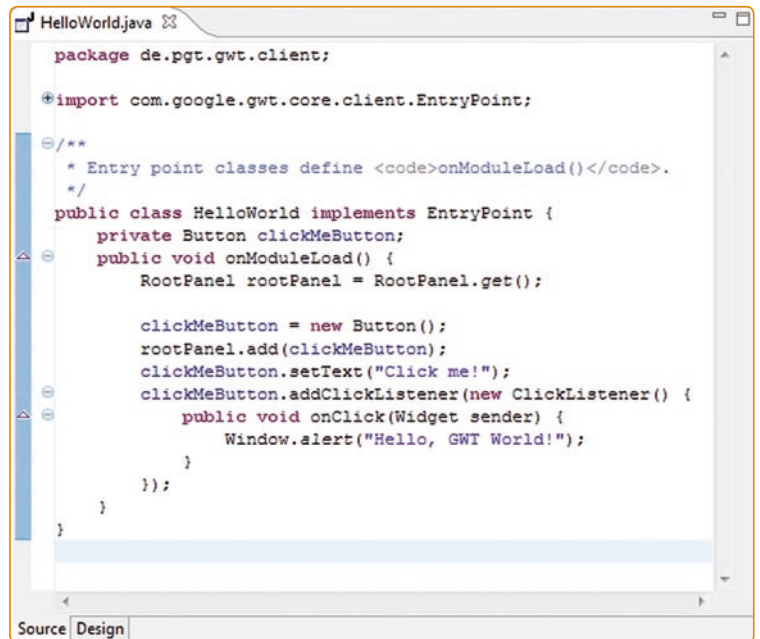 HelloWorld.java
package de.pgt.gwt.client;
import com.google.gwt.core.client.EntryPoint;
/**
* Entry point classes define <code>onModuleLoad()</code>.
*/
public class HelloWorld implements EntryPoint {
private Button clickMeButton;
public void onModuleLoad() {
RootPanel rootPanel = RootPanel.get();
clickMeButton = new Button();
rootPanel.add(clickMeButton);
clickMeButton.setText("Click me!");
clickMeButton.addClickListener(new ClickListener() {
public void onClick(Widget sender) {
Window.alert("Hello, GWT World!");
}
});
}
}
Source Design